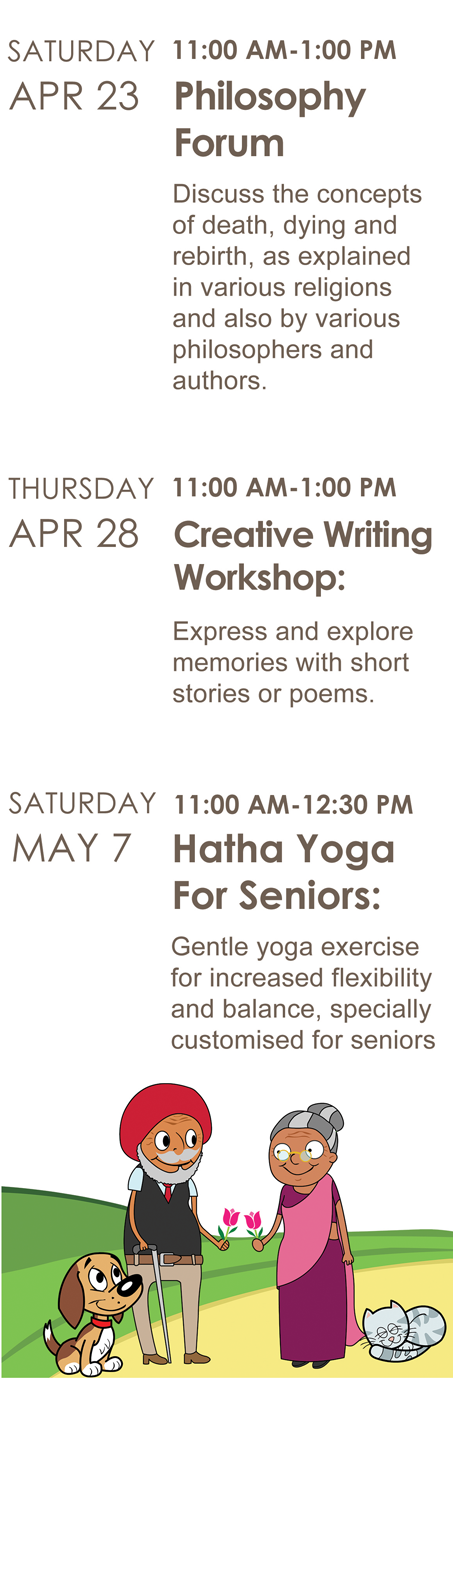 SATURDAY 11:00 AM-1:00 PM
APR 23 Philosophy
Forum
Discuss the concepts
of death, dying and
rebirth, as explained
in various religions
and also by various
philosophers and
authors.
THURSDAY 11:00 AM-1:00 PM
APR 28 Creative Writing
Workshop:
Express and explore
memories with short
stories or poems.
SATURDAY 11:00 AM-12:30 PM
MAY 7 Hatha Yoga
For Seniors:
Gentle yoga exercise
for increased flexibility
and balance, specially
customised for seniors